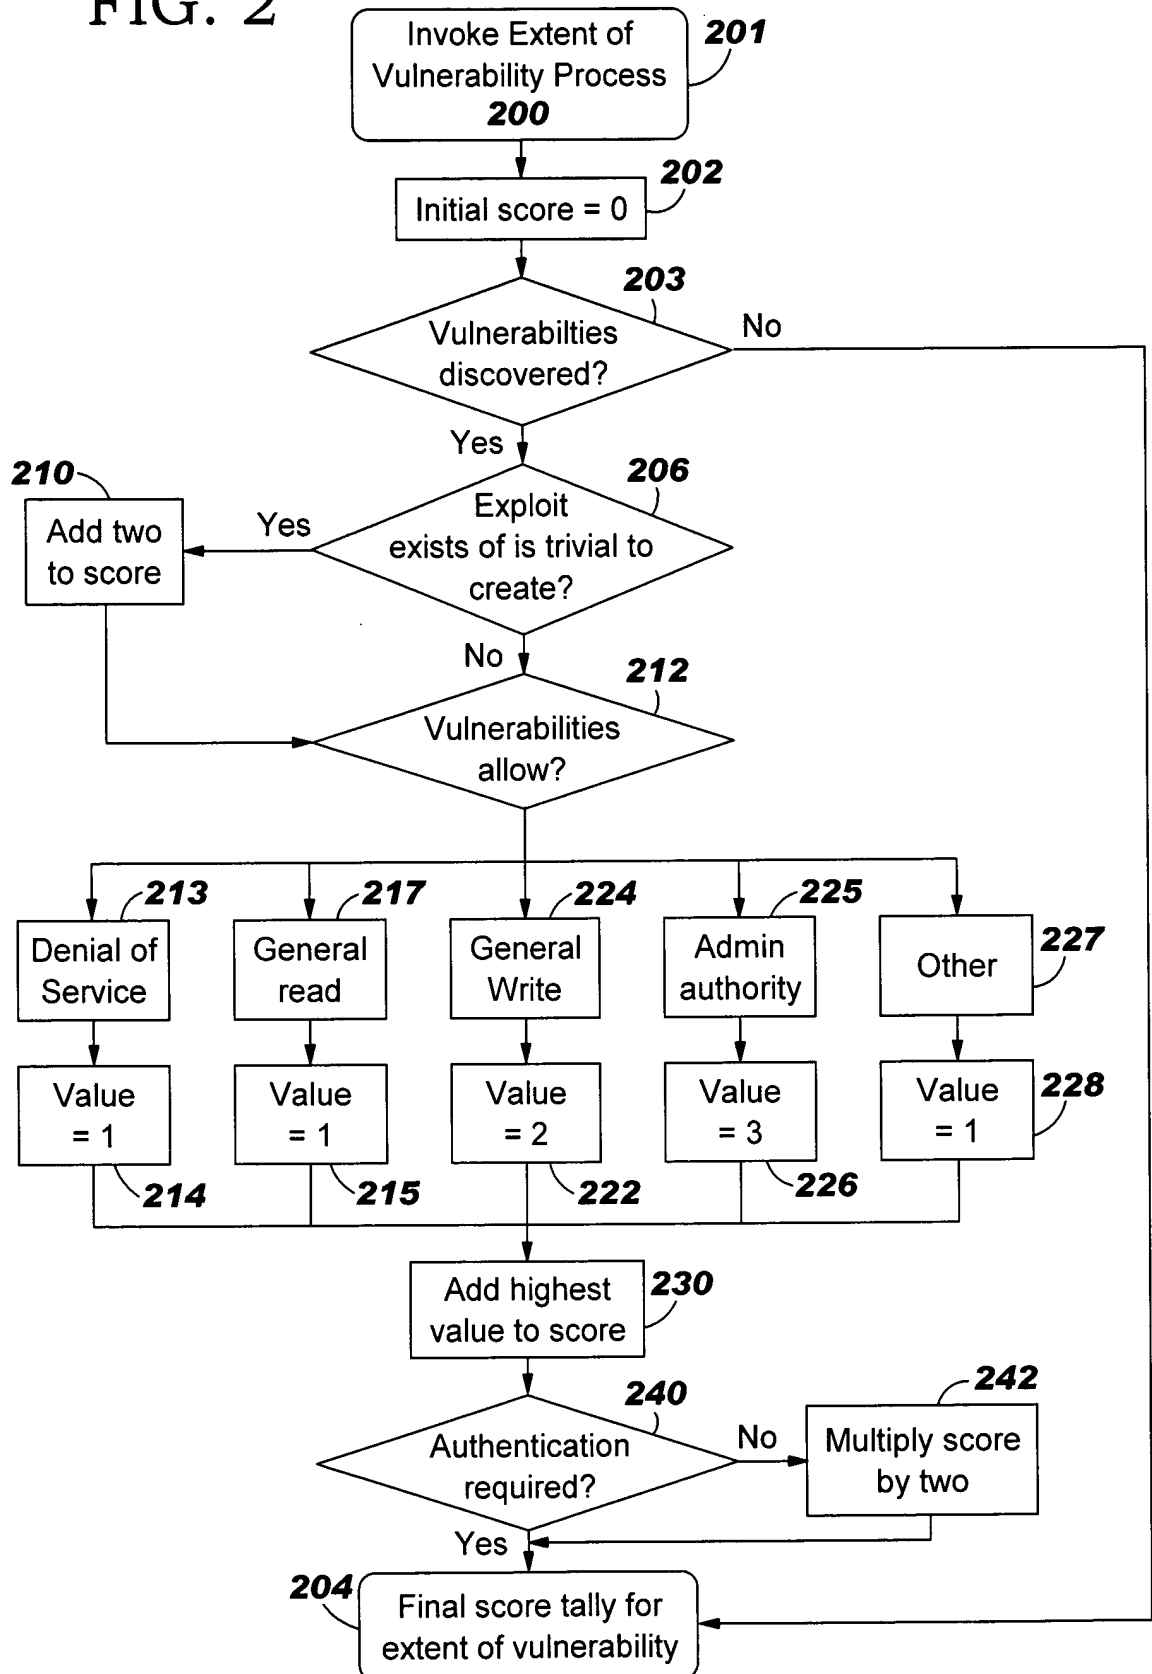 FIG. 2
Invoke Extent of
Vulnerability Process
200
201
Initial score = 0
202
203
Vulnerabilties
discovered?
No
Yes
206
Exploit
exists of is trivial to
create?
Yes
210
Add two
to score
No
212
Vulnerabilities
allow?
213
Denial of
Service
217
General
read
224
General
Write
225
Admin
authority
227
Other
Value
= 1
214
Value
= 1
215
Value
= 2
222
Value
= 3
226
Value
= 1
228
Add highest
value to score
230
240
Authentication
required?
No
242
Multiply score
by two
Yes
204
Final score tally for
extent of vulnerability